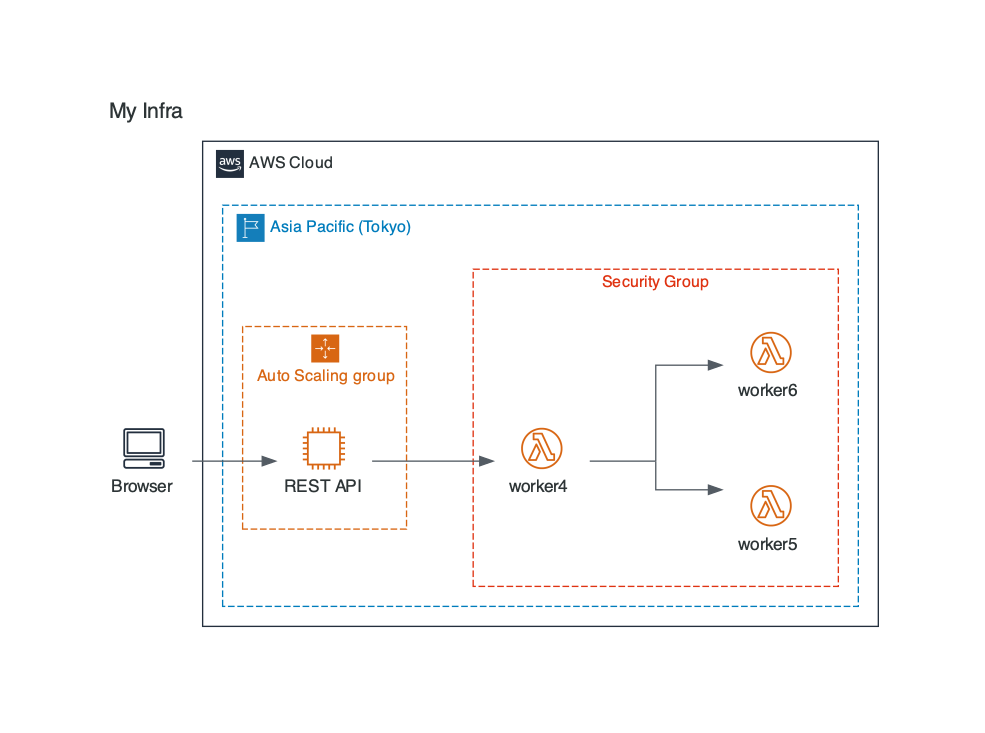 My Infra
aws
AWS Cloud
Asia Pacific (Tokyo)
Security Group
Auto Scaling group
worker6
Browser
REST API
worker4
worker5